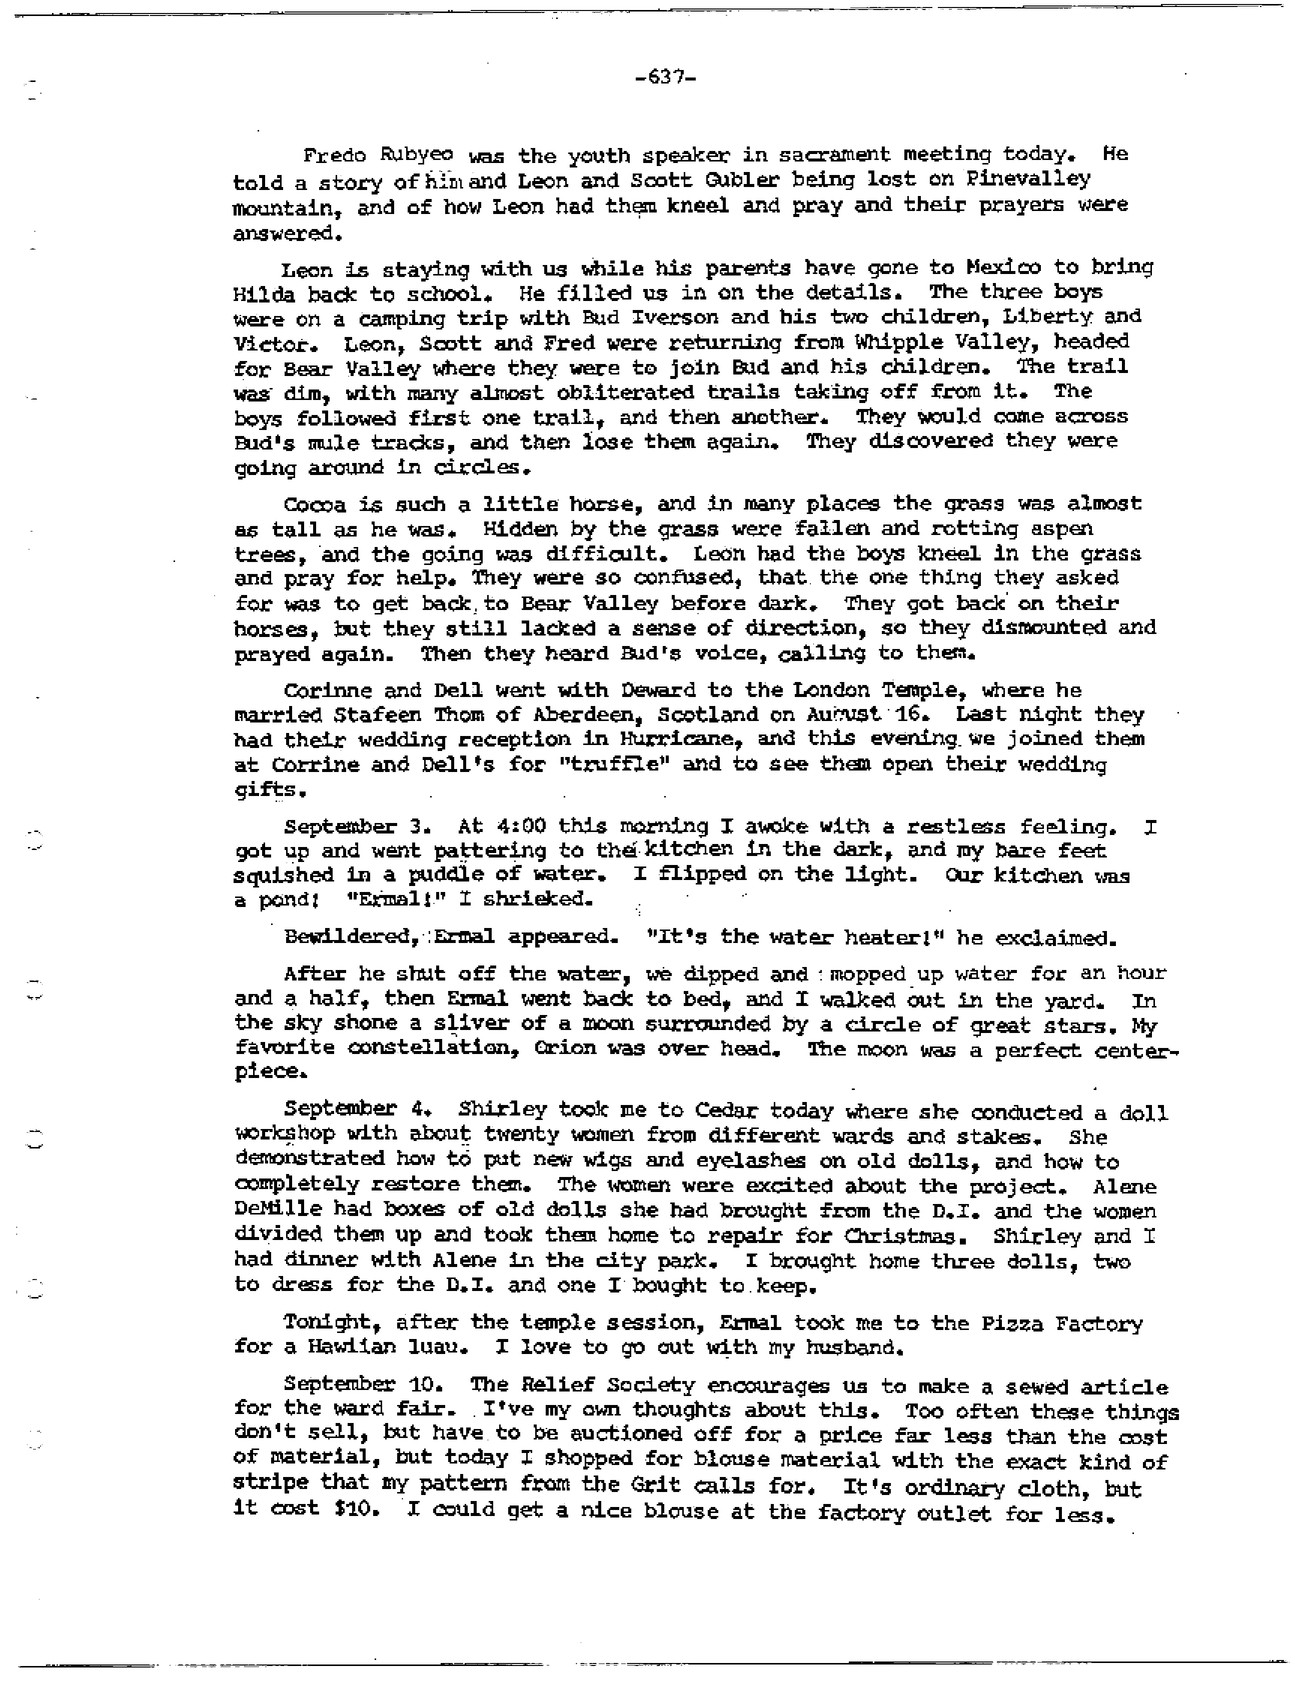 -637-
Fredo Rubyeo was the youth speaker in sacrament meeting today. He
told a story of him and Leon and Scott Gubler being lost on Pinevalley
mountain, and of how Leon had them kneel and pray and their prayers were
answered.
Leon is staying with us while his parents have gone to Mexico to bring
Hilda back to school. He filled us in on the details. The three boys
were on a camping trip with Bud Iverson and his two children, Liberty and
Victor. Leon, Scott and Fred were returning from Whipple Valley, headed
for Bear Valley where they were to join Bud and his children. The trail
was dim, with many almost obliterated trails taking off from it. The
boys followed first one trail, and then another. They would come across
Bud's mule tracks, and then lose them again. They discovered they were
going around in circles.
Cocoa is such a little horse, and in many places the grass was almost
as tall as he was. Hidden by the grass were fallen and rotting aspen
trees, and the going was difficult. Leon had the boys kneel in the grass
and pray for help. They were so confused, that the one thing they asked
for was to get back to Bear Valley before dark. They got back on their
horses, but they still lacked a sense of direction, so they dismounted and
prayed again. Then they heard Bud's voice, calling to them.
Corinne and Dell went with Deward to the London Temple, where he
married Stafeen Thom of Aberdeen, Scotland on August 16. Last night they
had their wedding reception in Hurricane, and this evening we joined them
at Corrine and Dell's for "truffle" and to see them open their wedding
gifts.
September 3. At 4:00 this morning I awoke with a restless feeling. I
got up and went pattering to the kitchen in the dark, and my bare feet
squished in a puddle of water. I flipped on the light. Our kitchen was
a pond! "Ermal!" I shrieked.
Bewildered, Ermal appeared. "It's the water heater!" he exclaimed.
After he shut off the water, we dipped and mopped up water for an hour
and a half, then Ermal went back to bed, and I walked out in the yard. In
the sky shone a sliver of a moon surrounded by a circle of great stars. My
favorite constellation, Orion was over head. The moon was a perfect center-
piece.
September 4. Shirley took me to Cedar today where she conducted a doll
workshop with about twenty women from different wards and stakes. She
demonstrated how to put new wigs and eyelashes on old dolls, and how to
completely restore them. The women were excited about the project. Alene
DeMille had boxes of old dolls she had brought from the D.I. and the women
divided them up and took them home to repair for Christmas. Shirley and I
had dinner with Alene in the city park. I brought home three dolls, two
to dress for the D.I. and one I bought to keep.
Tonight, after the temple session, Ermal took me to the Pizza Factory
for a Hawiian luau. I love to go out with my husband.
September 10. The Relief Society encourages us to make a sewed article
for the ward fair. I've my own thoughts about this. Too often these things
don't sell, but have to be auctioned off for a price far less than the cost
of material, but today I shopped for blouse material with the exact kind of
stripe that my pattern from the Grit calls for. It's ordinary cloth, but
it cost $10. I could get a nice blouse at the factory outlet for less.